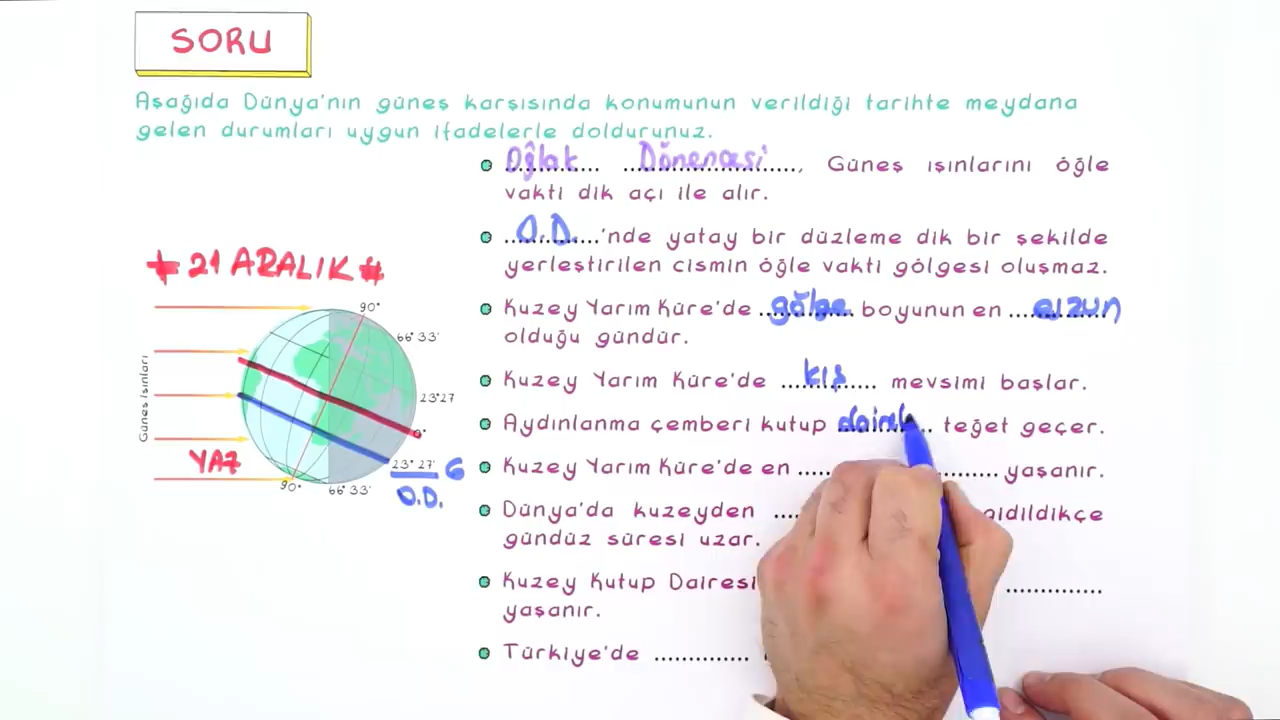 SORU
Aşağıda Dünya'nın güneş karşısında konumunun verildiği tarihte meydana
gelen durumları uygun ifadelerle doldurunuz.
Oğlak Dönencesi, Güneş ışınlarını öğle
vakti dik açı ile alır.
O.D.'nde yatay bir düzleme dik bir şekilde
yerleştirilen cismin öğle vakti gölgesi oluşmaz.
Kuzey Yarım Küre'de gölge boyunun en uzun
olduğu gündür.
Kuzey Yarım Küre'de kış mevsimi başlar.
Aydınlanma çemberi kutup teğet geçer.
Kuzey Yarım Küre'de en ..... ...... yaşanır.
Dünya'da kuzeyden .... gidildikçe
gündüz süresi uzar.
Kuzey Kutup Dairesi ..............
yaşanır.
Türkiye'de ..............
21 ARALIK
90°
66°33'
Güneş Işınları
23°27
0°
YAZ
23°27' G
90° 66°33' O.D.